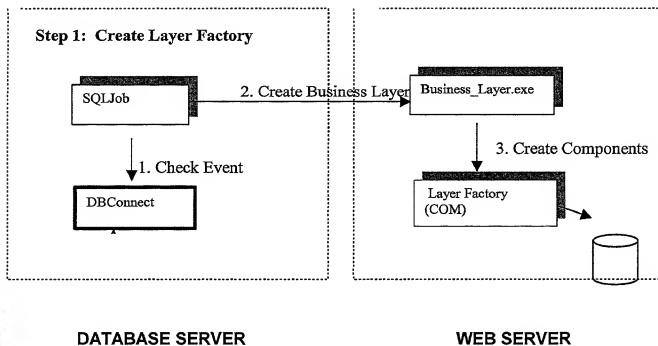 Step 1: Create Layer Factory
SQLJob
2. Create Business Layer
Business_Layer.exe
1. Check Event
3. Create Components
DBConnect
Layer Factory
(COM)
DATABASE SERVER
WEB SERVER